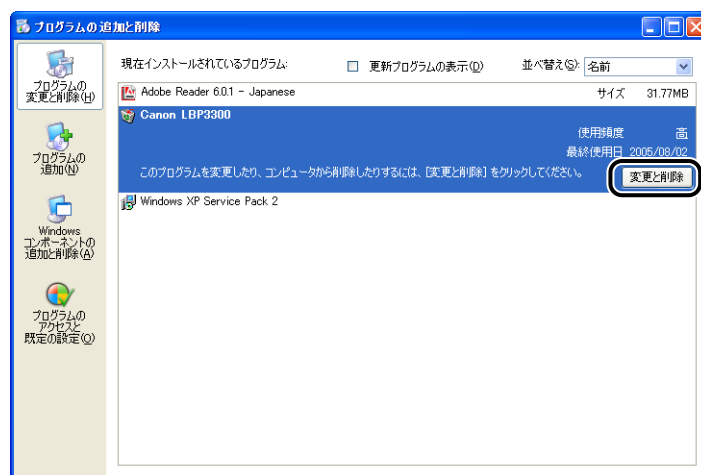 プログラムの追加と削除
プログラムの
変更と削除(H)
プログラムの
追加(N)
Windows
コンポーネントの
追加と削除(A)
プログラムの
アクセスと
既定の設定(O)
現在インストールされているプログラム:
更新プログラムの表示(D)
並べ替え(S):
名前
Adobe Reader 6.0.1 - Japanese
サイズ 31.77MB
Canon LBP3300
使用頻度 高
最終使用日 2005/08/02
このプログラムを変更したり、コンピュータから削除したりするには、[変更と削除] をクリックしてください。
変更と削除
Windows XP Service Pack 2